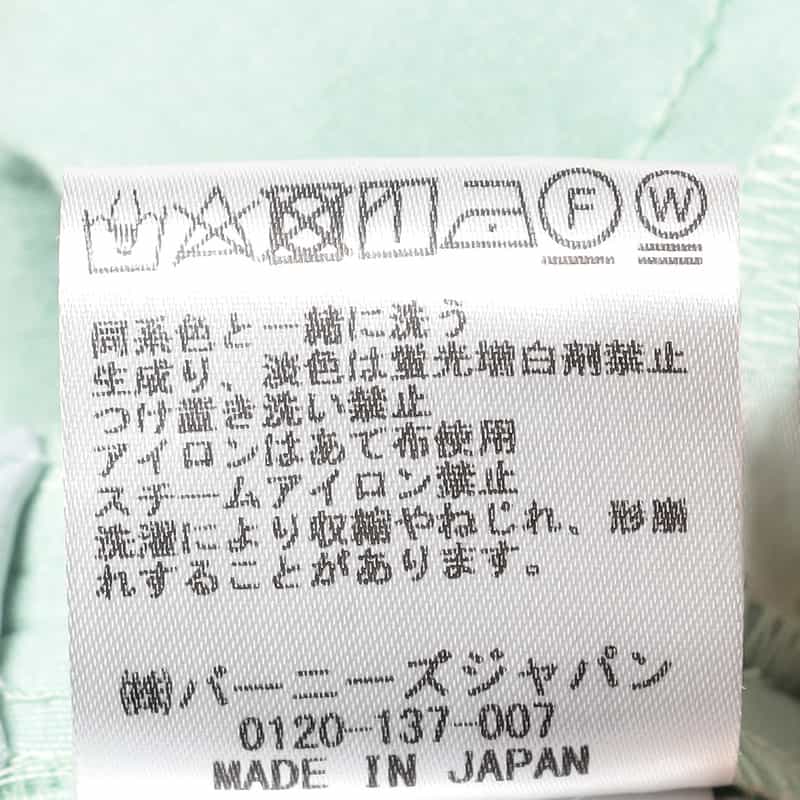 F W
同系色と一緒に洗う
生成り、淡色は蛍光増白剤禁止
つけ置き洗い禁止
アイロンはあて布使用
スチームアイロン禁止
洗濯により収縮やねじれ、形崩
れすることがあります。
㈱バーニーズジャパン
0120-137-007
MADE IN JAPAN